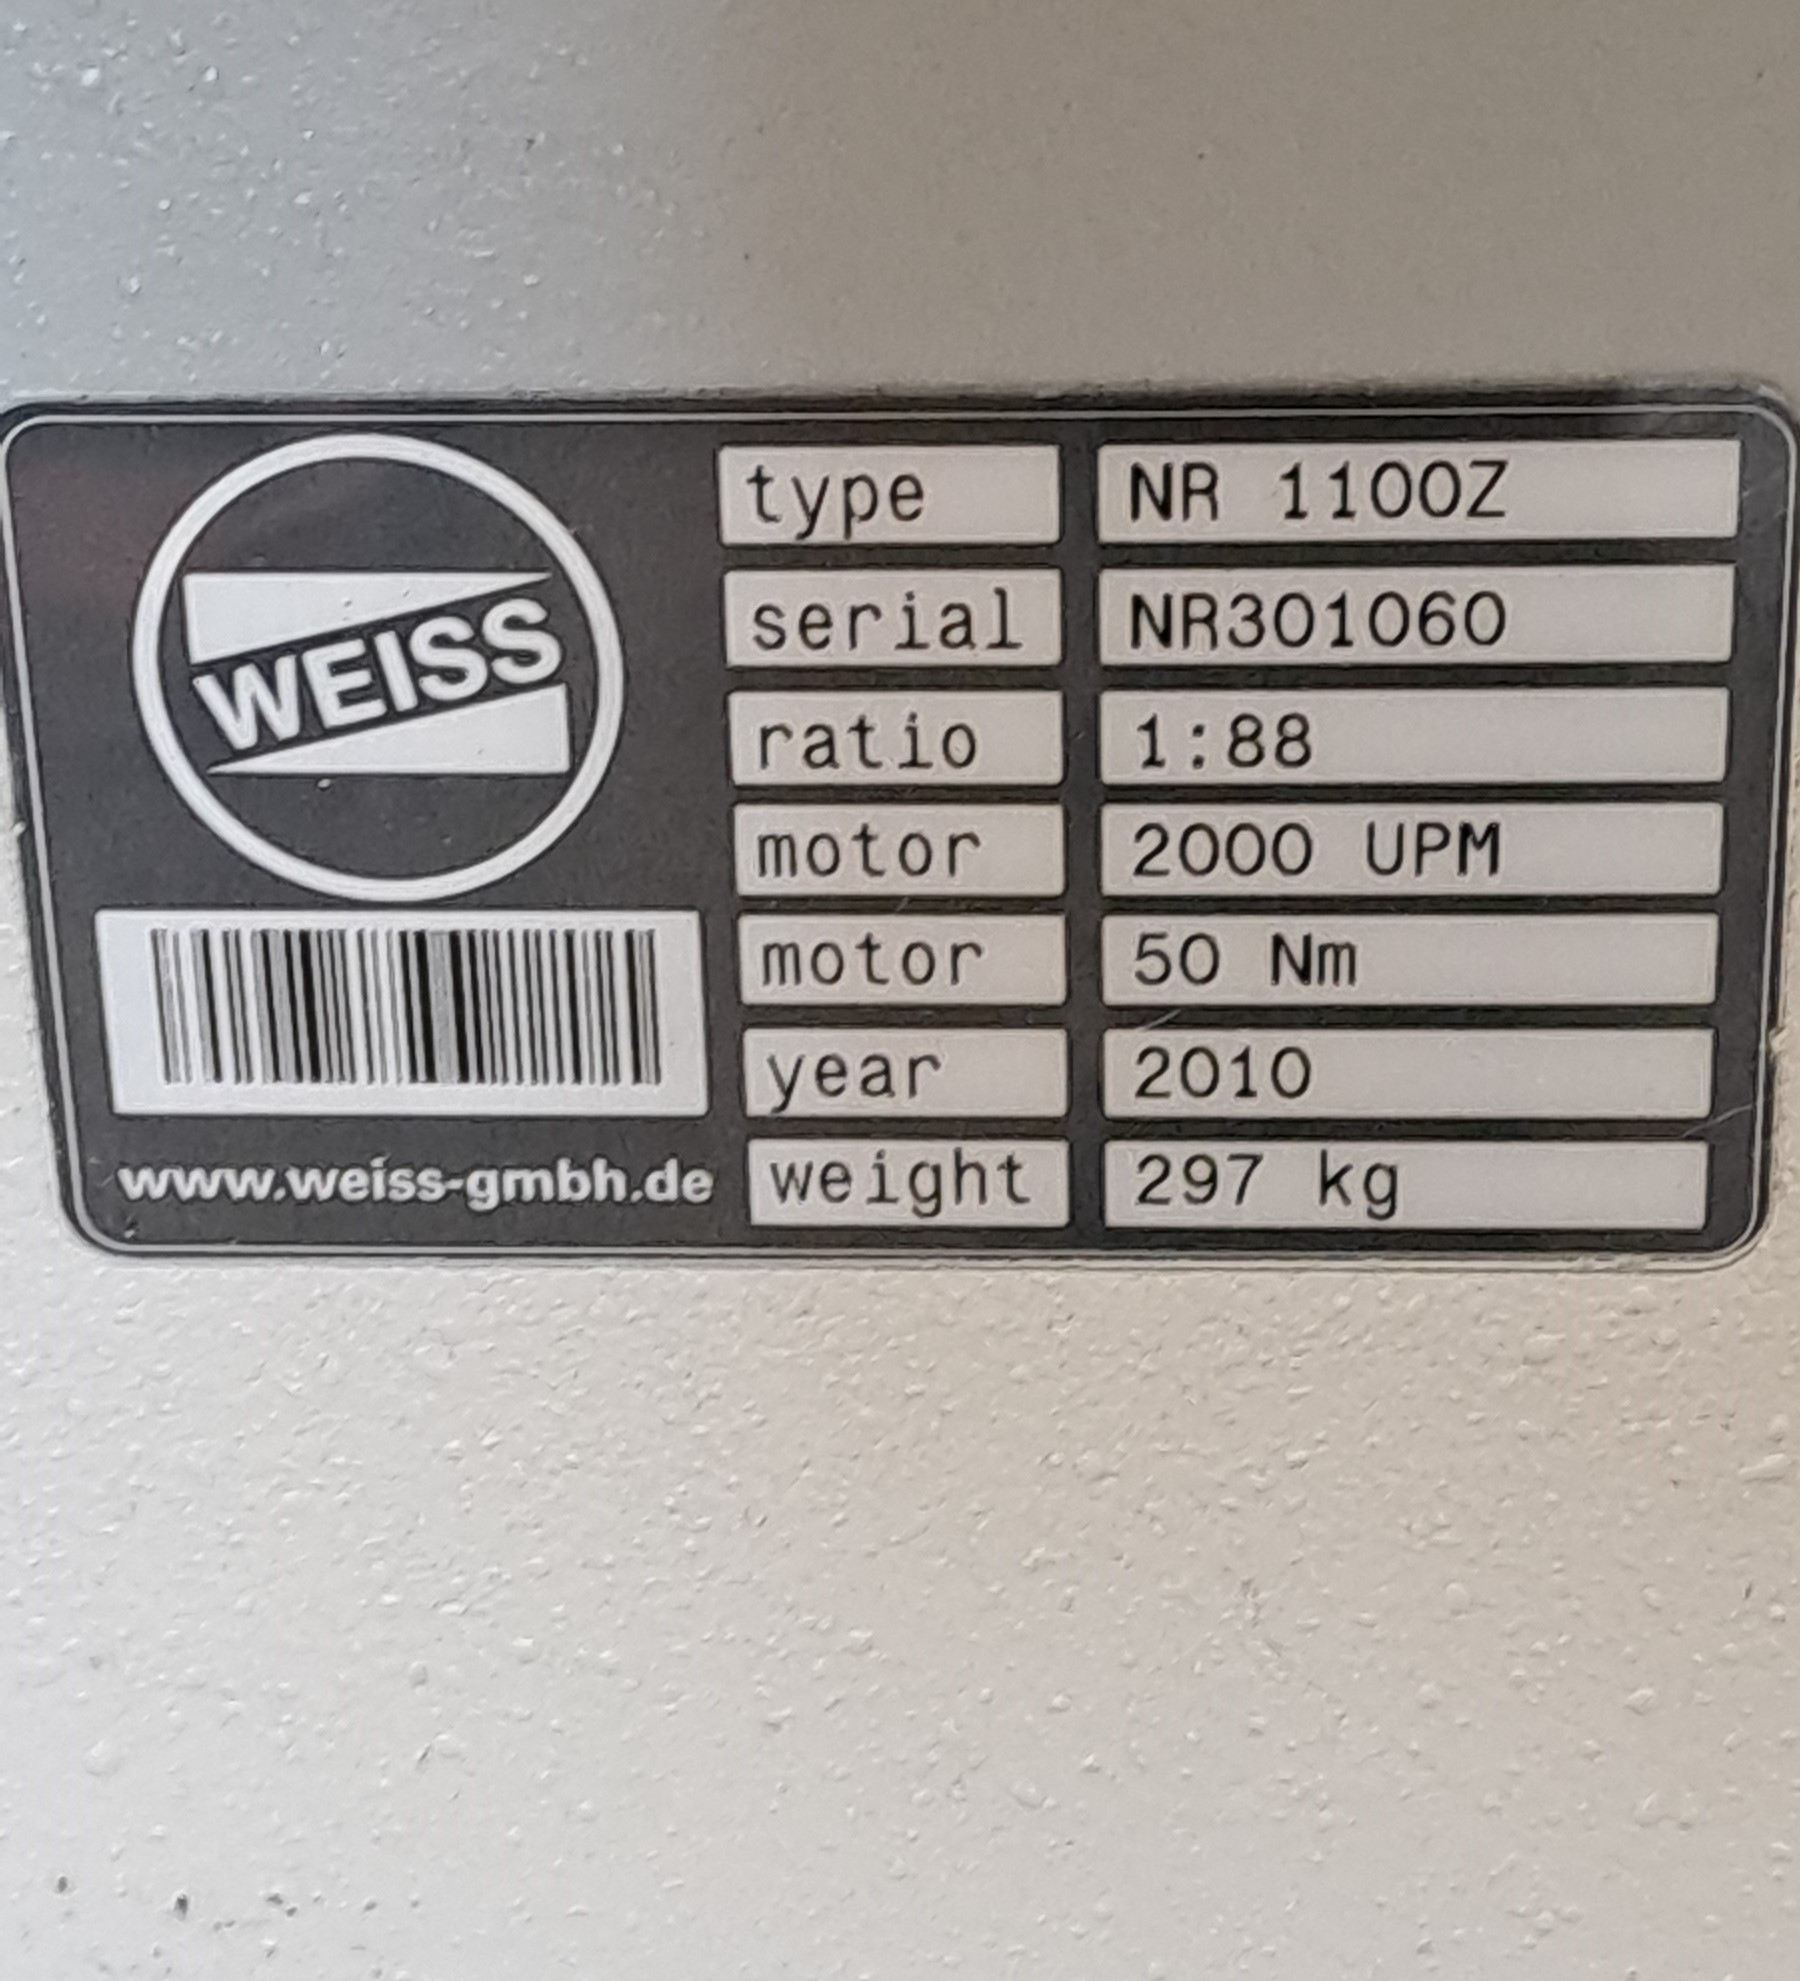 WEISS
www.weiss-gmbh.de
type NR 1100Z
serial NR301060
ratio 1:88
motor 2000 UPM
motor 50 Nm
year 2010
weight 297 kg